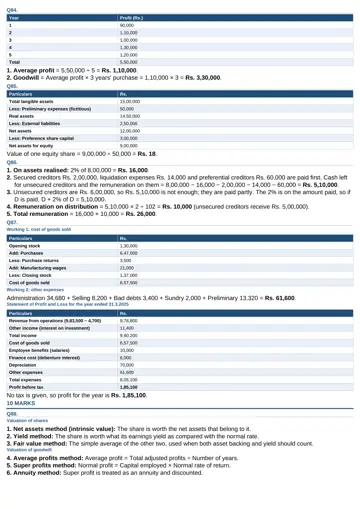 Q84.
Year Profit (Rs.)
1 90,000
2 1,10,000
3 1,00,000
4 1,30,000
5 1,20,000
Total 5,50,000
1. Average profit = 5,50,000 ÷ 5 = Rs. 1,10,000.
2. Goodwill = Average profit × 3 years' purchase = 1,10,000 × 3 = Rs. 3,30,000.
Q85.
Particulars Rs.
Total tangible assets 15,00,000
Less: Preliminary expenses (fictitious) 50,000
Real assets 14,50,000
Less: External liabilities 2,50,000
Net assets 12,00,000
Less: Preference share capital 3,00,000
Net assets for equity 9,00,000
Value of one equity share = 9,00,000 ÷ 50,000 = Rs. 18.
Q86.
1. On assets realised: 2% of 8,00,000 = Rs. 16,000.
2. Secured creditors Rs. 2,00,000, liquidation expenses Rs. 14,000 and preferential creditors Rs. 60,000 are paid first. Cash left
for unsecured creditors and the remuneration on them = 8,00,000 − 16,000 − 2,00,000 − 14,000 − 60,000 = Rs. 5,10,000.
3. Unsecured creditors are Rs. 6,00,000, so Rs. 5,10,000 is not enough; they are paid partly. The 2% is on the amount paid, so if
D is paid, D + 2% of D = 5,10,000.
4. Remuneration on distribution = 5,10,000 × 2 ÷ 102 = Rs. 10,000 (unsecured creditors receive Rs. 5,00,000).
5. Total remuneration = 16,000 + 10,000 = Rs. 26,000.
Q87.
Working 1: cost of goods sold
Particulars Rs.
Opening stock 1,30,000
Add: Purchases 6,47,000
Less: Purchase returns 3,500
Add: Manufacturing wages 21,000
Less: Closing stock 1,37,000
Cost of goods sold 6,57,500
Working 2: other expenses
Administration 34,680 + Selling 8,200 + Bad debts 3,400 + Sundry 2,000 + Preliminary 13,320 = Rs. 61,600.
Statement of Profit and Loss for the year ended 31.3.2025
Particulars Rs.
Revenue from operations (9,83,500 − 4,700) 9,78,800
Other income (interest on investment) 11,400
Total income 9,90,200
Cost of goods sold 6,57,500
Employee benefits (salaries) 10,000
Finance cost (debenture interest) 6,000
Depreciation 70,000
Other expenses 61,600
Total expenses 8,05,100
Profit before tax 1,85,100
No tax is given, so profit for the year is Rs. 1,85,100.
10 MARKS
Q88.
Valuation of shares
1. Net assets method (intrinsic value): The share is worth the net assets that belong to it.
2. Yield method: The share is worth what its earnings yield as compared with the normal rate.
3. Fair value method: The simple average of the other two. used when both asset backing and yield should count.
Valuation of goodwill
4. Average profits method: Average profit = Total adjusted profits ÷ Number of years.
5. Super profits method: Normal profit = Capital employed × Normal rate of return.
6. Annuity method: Super profit is treated as an annuity and discounted.